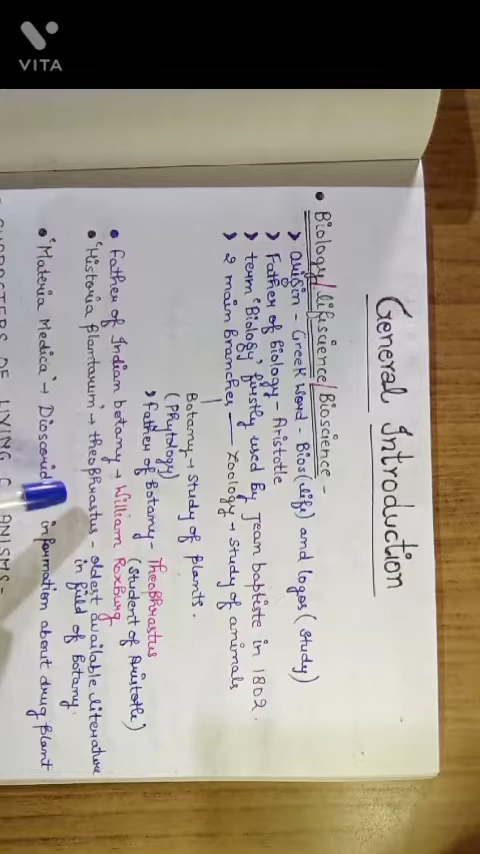 VITA
General Introduction
• Biology/lifescience/Bioscience -
› Origin - Greek Word - Bios (life) and logos (study)
› Father of Biology - Aristotle
› term 'Biology' firstly used by Jean baptiste in 1802.
› 2 main branches — Zoology → study of animals
Botany → study of plants.
(Phytology)
› Father of Botany - Theophrastus
(student of Aristotle)
• Father of Indian botany → William Roxburg
• 'Historia Plantarum' → theophrastus - oldest available literature
in field of Botany.
• 'Materia Medica' → Dioscorid information about drug plant
OF LIVING